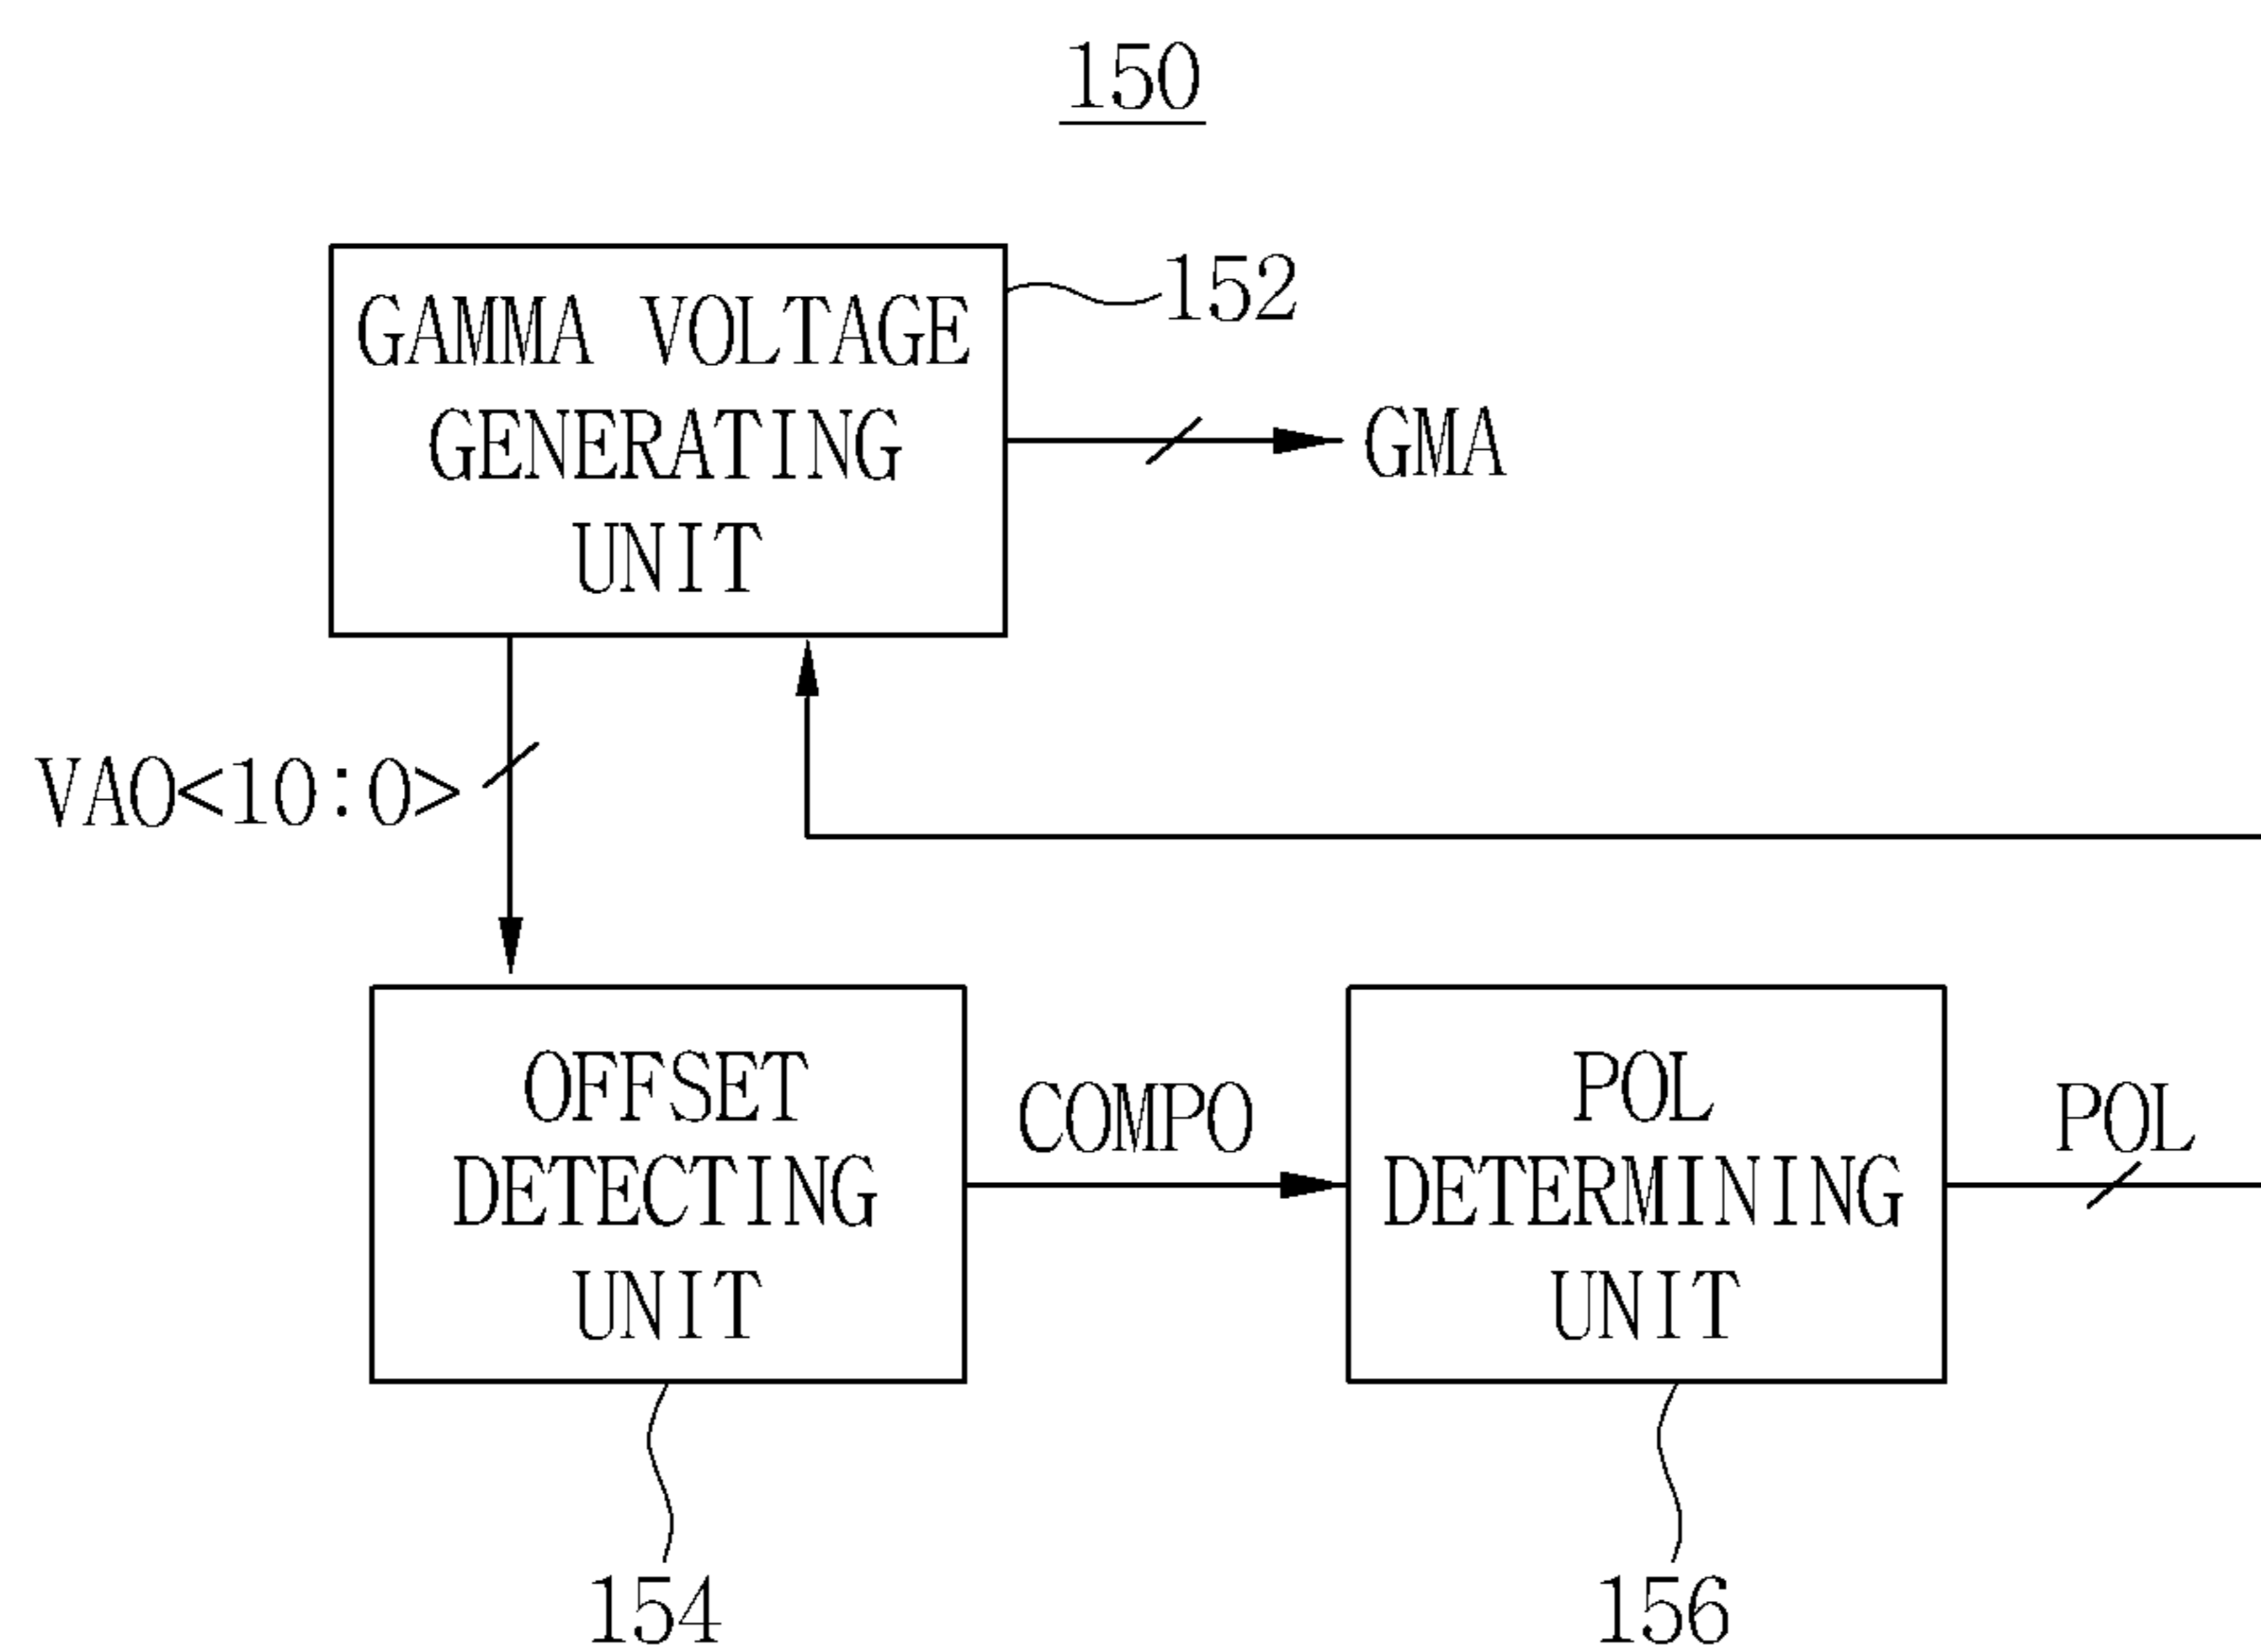 150
GAMMA VOLTAGE
GENERATING
UNIT
152
GMA
VAO<10:0>
OFFSET
DETECTING
UNIT
COMPO
POL
DETERMINING
UNIT
POL
154
156